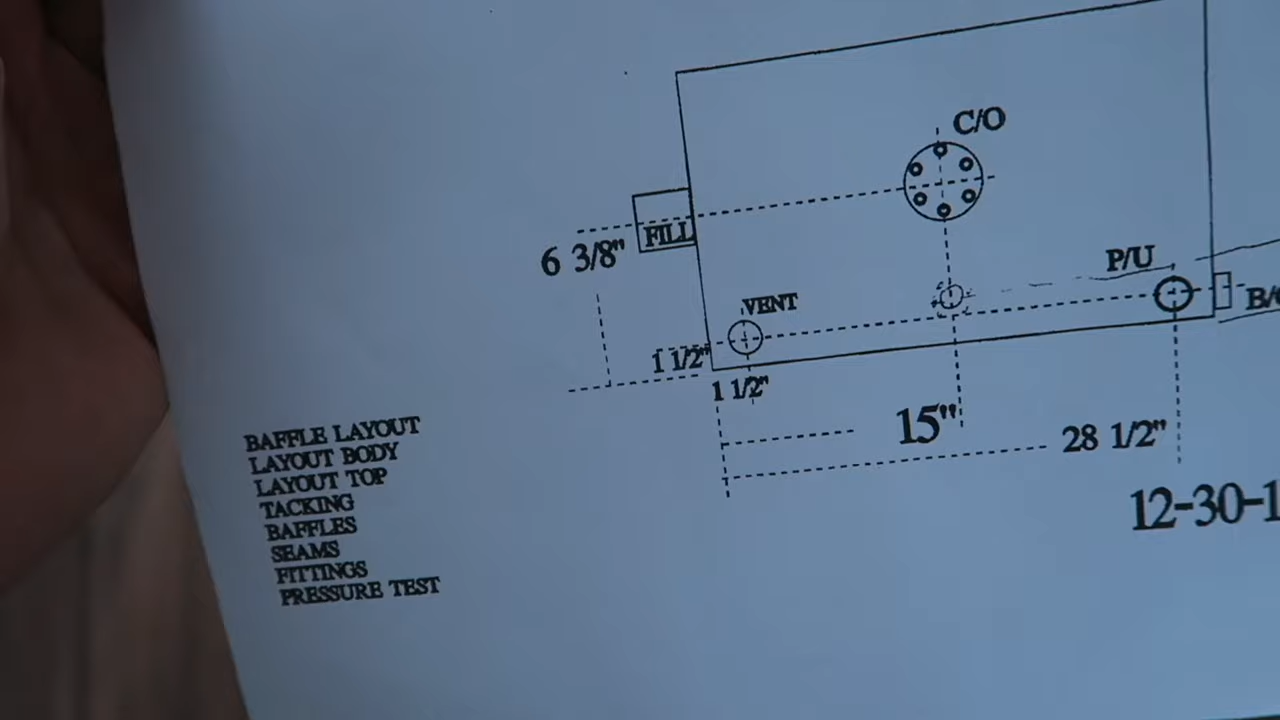 C/O
FILL
6 3/8"
P/U
VENT
1 1/2"
1 1/2"
15"
28 1/2"
12-30-1
BAFFLE LAYOUT
LAYOUT BODY
LAYOUT TOP
TACKING
BAFFLES
SEAMS
FITTINGS
PRESSURE TEST